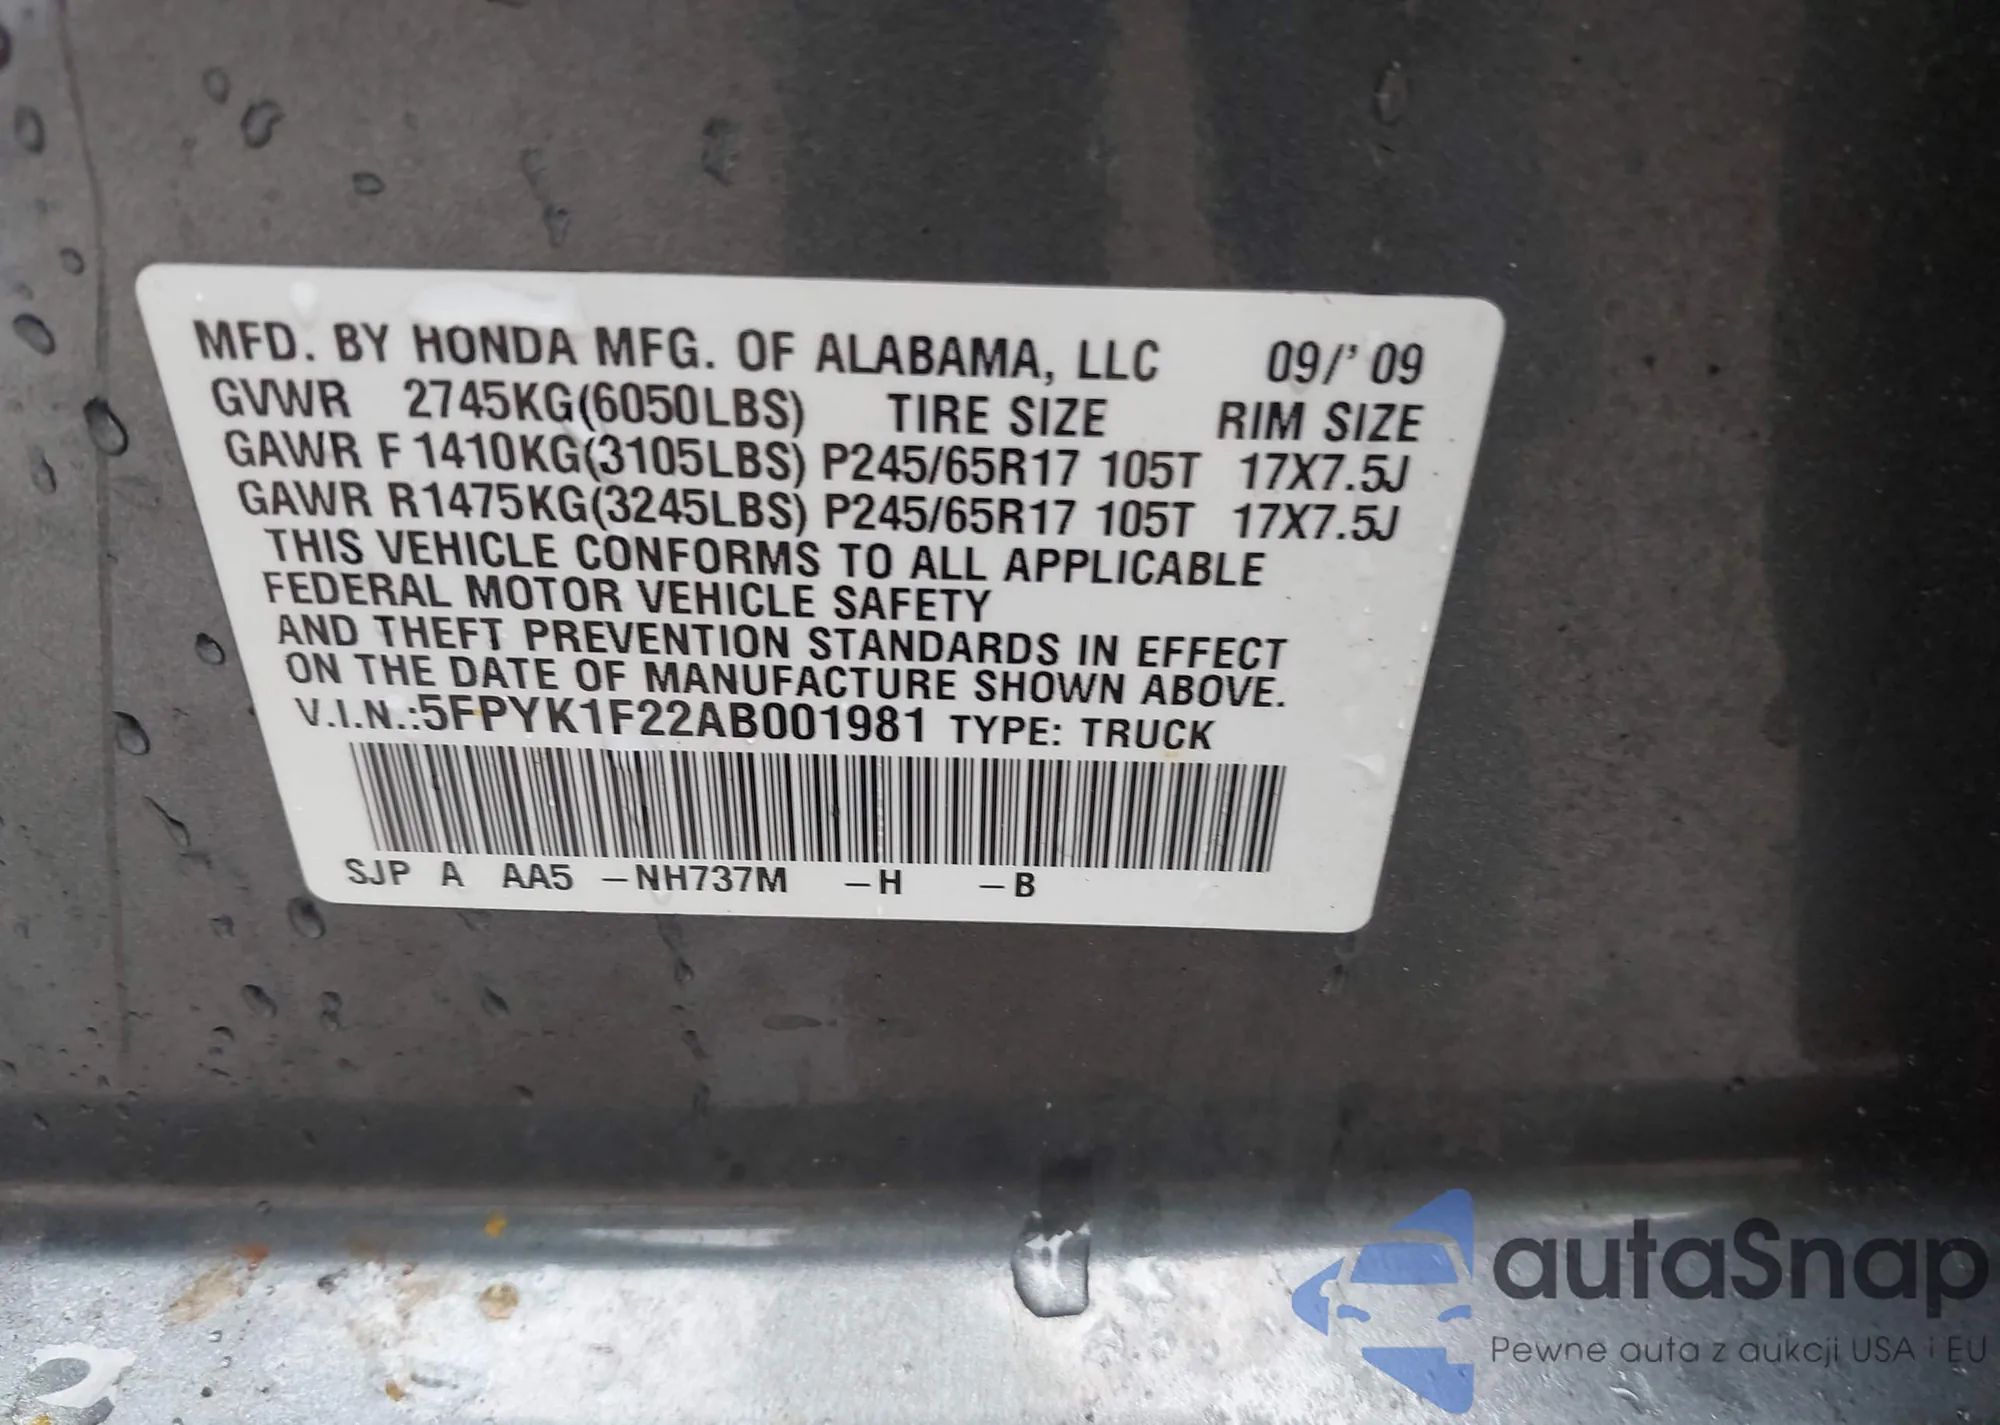 MFD. BY HONDA MFG. OF ALABAMA, LLC 09/'09
GVWR 2745KG(6050LBS) TIRE SIZE RIM SIZE
GAWR F 1410KG(3105LBS) P245/65R17 105T 17X7.5J
GAWR R1475KG(3245LBS) P245/65R17 105T 17X7.5J
THIS VEHICLE CONFORMS TO ALL APPLICABLE
FEDERAL MOTOR VEHICLE SAFETY
AND THEFT PREVENTION STANDARDS IN EFFECT
ON THE DATE OF MANUFACTURE SHOWN ABOVE.
V.I.N.:5FPYK1F22AB001981 TYPE: TRUCK
SJP A AA5 -NH737M -H -B
autaSnap
Pewne auta z aukcji USA i EU